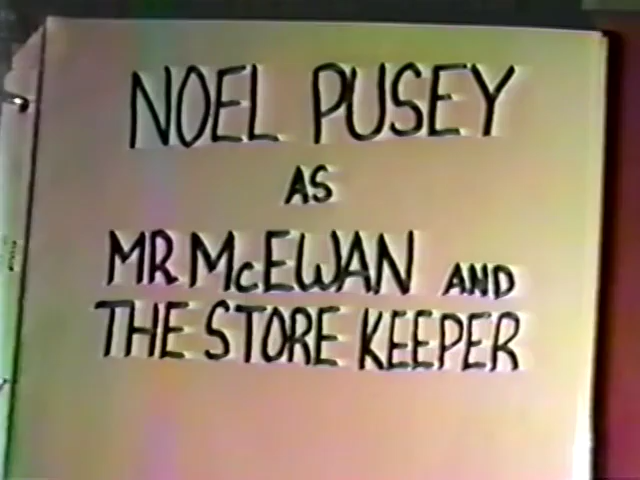 NOEL PUSEY
AS
MR McEWAN AND
THE STORE KEEPER